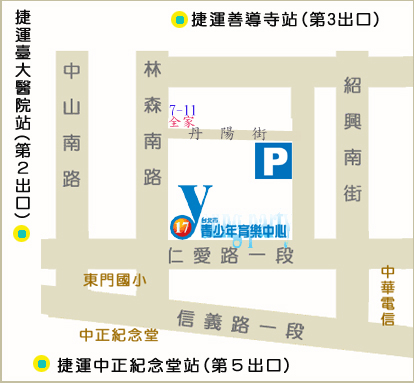 捷運善導寺站(第3出口)
捷運臺大醫院站(第2出口)
中山南路
林森南路
紹興南街
7-11
全家
丹陽街
P
y
17
台北市
青少年育樂中心
仁愛路一段
東門國小
中華電信
信義路一段
中正紀念堂
捷運中正紀念堂站(第5出口)